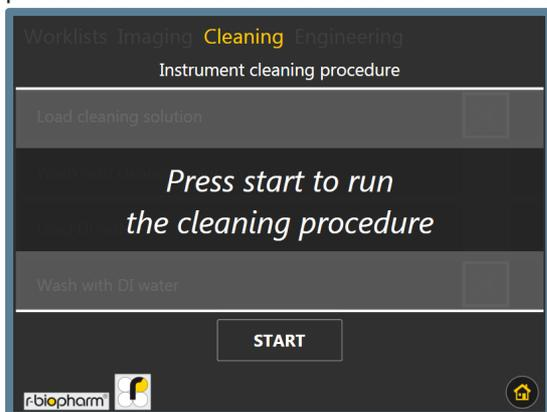 Worklists Imaging Cleaning Engineering
Instrument cleaning procedure
Load cleaning solution
Press start to run
the cleaning procedure
Wash with DI water
START
r-biopharm